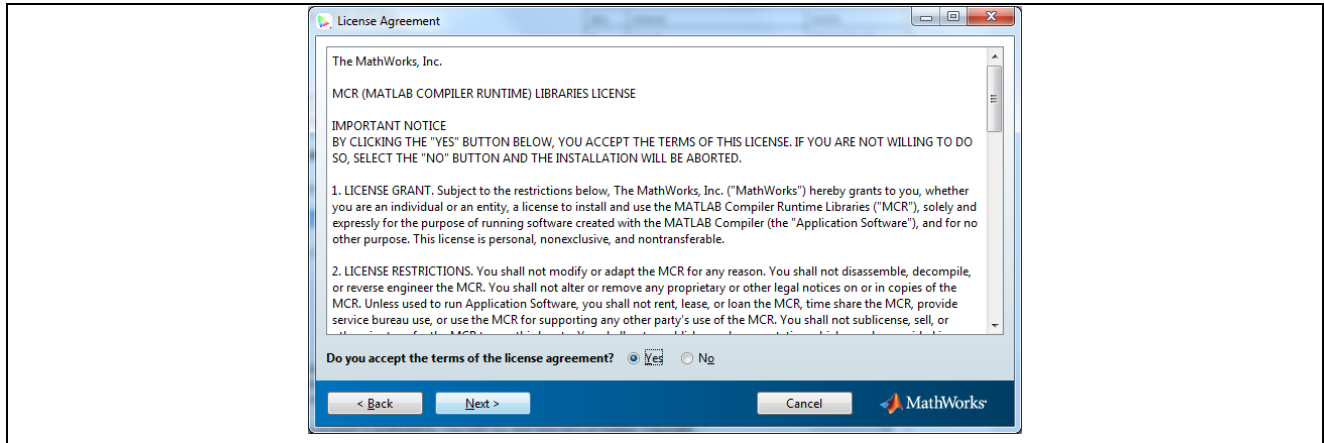 License Agreement
The MathWorks, Inc.
MCR (MATLAB COMPILER RUNTIME) LIBRARIES LICENSE
IMPORTANT NOTICE
BY CLICKING THE "YES" BUTTON BELOW, YOU ACCEPT THE TERMS OF THIS LICENSE. IF YOU ARE NOT WILLING TO DO
SO, SELECT THE "NO" BUTTON AND THE INSTALLATION WILL BE ABORTED.
1. LICENSE GRANT. Subject to the restrictions below, The MathWorks, Inc. ("MathWorks") hereby grants to you, whether
you are an individual or an entity, a license to install and use the MATLAB Compiler Runtime Libraries ("MCR"), solely and
expressly for the purpose of running software created with the MATLAB Compiler (the "Application Software"), and for no
other purpose. This license is personal, nonexclusive, and nontransferable.
2. LICENSE RESTRICTIONS. You shall not modify or adapt the MCR for any reason. You shall not disassemble, decompile,
or reverse engineer the MCR. You shall not alter or remove any proprietary or other legal notices on or in copies of the
MCR. Unless used to run Application Software, you shall not rent, lease, or loan the MCR, time share the MCR, provide
service bureau use, or use the MCR for supporting any other party's use of the MCR. You shall not sublicense, sell, or
Do you accept the terms of the license agreement? Yes No
< Back Next > Cancel MathWorks